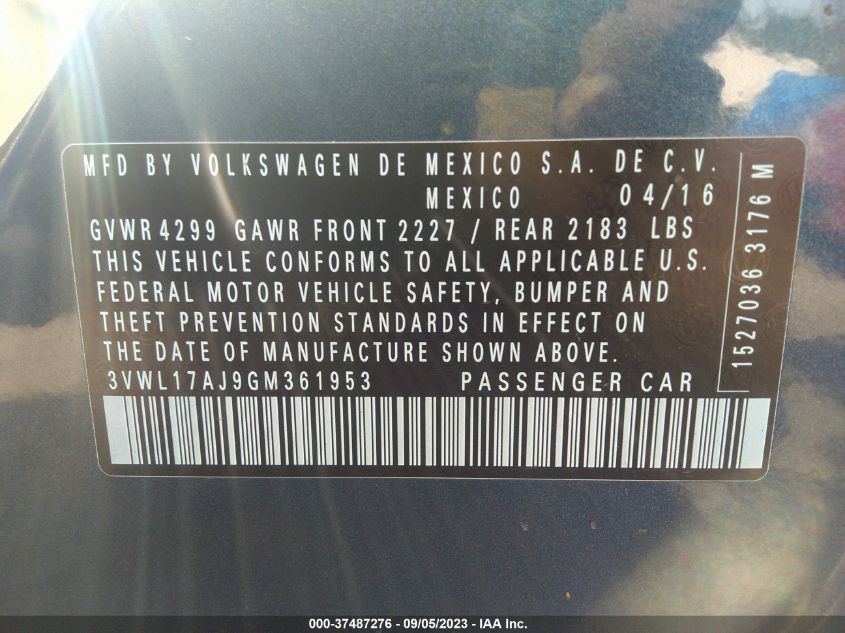 MFD BY VOLKSWAGEN DE MEXICO S.A. DE C.V.
MEXICO 04/16
GVWR 4299 GAWR FRONT 2227 / REAR 2183 LBS
THIS VEHICLE CONFORMS TO ALL APPLICABLE U.S.
FEDERAL MOTOR VEHICLE SAFETY, BUMPER AND
THEFT PREVENTION STANDARDS IN EFFECT ON
THE DATE OF MANUFACTURE SHOWN ABOVE.
3VWL17AJ9GM361953 PASSENGER CAR
1527036 3176 M
000-37487276 - 09/05/2023 - IAA Inc.